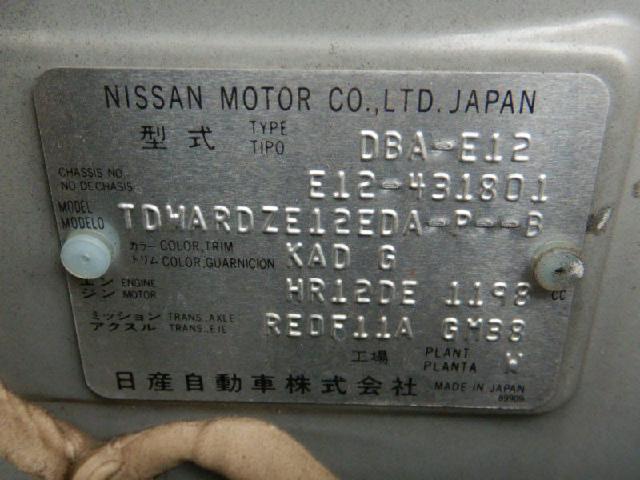 NISSAN MOTOR CO.,LTD. JAPAN
型式 TYPE TIPO DBA-E12
CHASSIS NO. NO DE CHASIS E12-431801
MODEL MODELO TDWARDZE12EDA-P--B
カラー COLOR,TRIM トリム COLOR,GUARNICION KAD G
エンジン ENGINE MOTOR HR12DE 1198 CC
ミッション TRANS.,AXLE アクスル TRANS.,EJE REDF11A GM38
工場 PLANT PLANTA W
日産自動車株式会社 MADE IN JAPAN